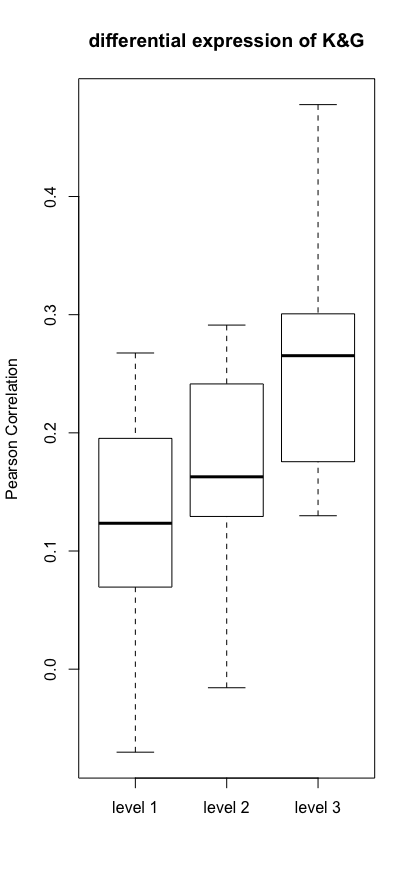 differential expression of K&G
Pearson Correlation
0.4
0.3
0.2
0.1
0.0
level 1 level 2 level 3